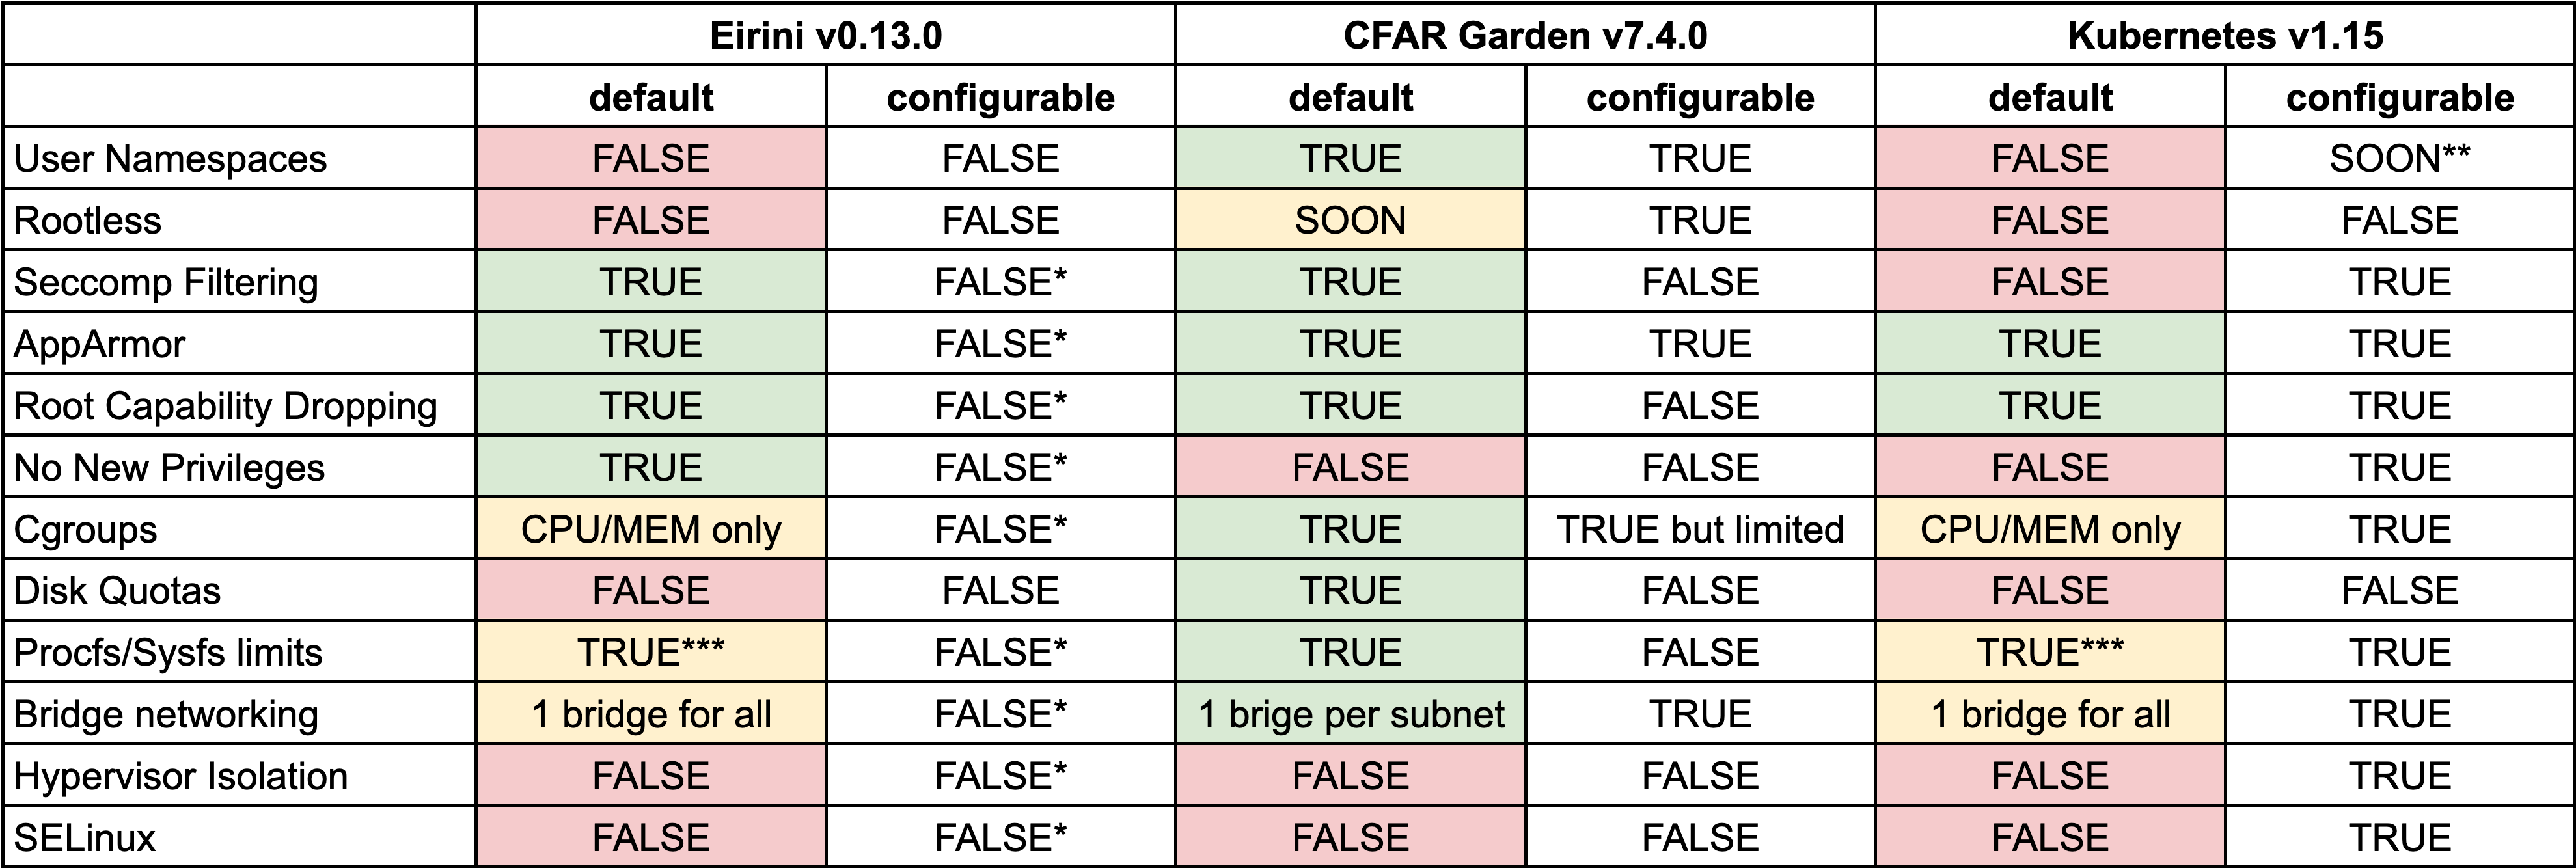 Eirini v0.13.0 CFAR Garden v7.4.0 Kubernetes v1.15
default configurable default configurable default configurable
User Namespaces FALSE FALSE TRUE TRUE FALSE SOON**
Rootless FALSE FALSE SOON TRUE FALSE FALSE
Seccomp Filtering TRUE FALSE* TRUE FALSE FALSE TRUE
AppArmor TRUE FALSE* TRUE TRUE TRUE TRUE
Root Capability Dropping TRUE FALSE* TRUE FALSE TRUE TRUE
No New Privileges TRUE FALSE* FALSE FALSE FALSE TRUE
Cgroups CPU/MEM only FALSE* TRUE TRUE but limited CPU/MEM only TRUE
Disk Quotas FALSE FALSE TRUE FALSE FALSE FALSE
Procfs/Sysfs limits TRUE*** FALSE* TRUE FALSE TRUE*** TRUE
Bridge networking 1 bridge for all FALSE* 1 brige per subnet TRUE 1 bridge for all TRUE
Hypervisor Isolation FALSE FALSE* FALSE FALSE FALSE TRUE
SELinux FALSE FALSE* FALSE FALSE FALSE TRUE